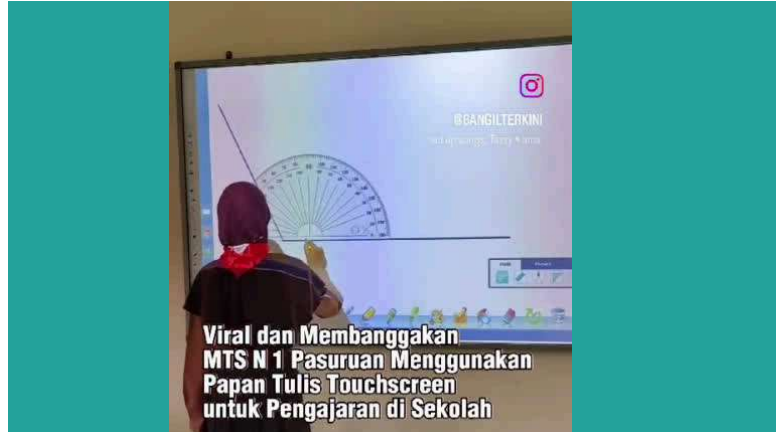 @BANGILTERKINI
Viral dan Membanggakan
MTS N 1 Pasuruan Menggunakan
Papan Tulis Touchscreen
untuk Pengajaran di Sekolah